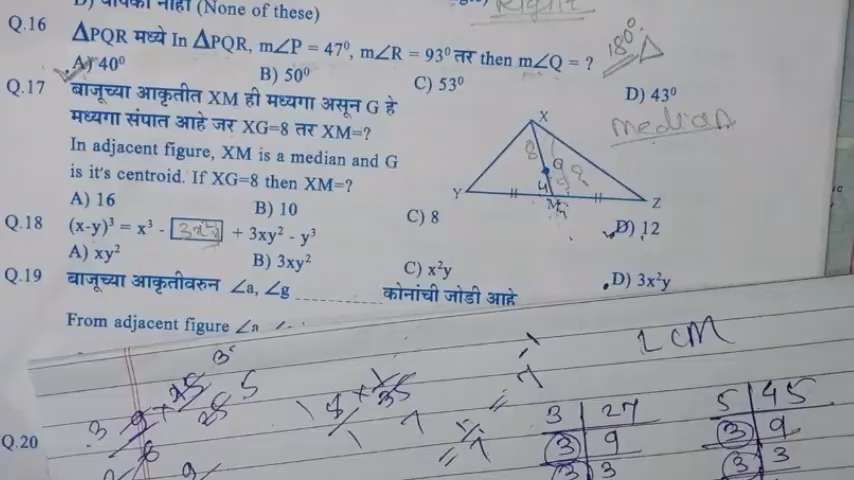 D) यापैकी नाही (None of these)
Right
Q.16 ΔPQR मध्ये In ΔPQR, m∠P = 47⁰, m∠R = 93⁰ तर then m∠Q = ?
180°
A) 40⁰ B) 50⁰ C) 53⁰ D) 43⁰
Q.17 बाजूच्या आकृतीत XM ही मध्यगा असून G हे
मध्यगा संपात आहे जर XG=8 तर XM=?
median
In adjacent figure, XM is a median and G
is it's centroid. If XG=8 then XM=?
X
8 G
4
Y M Z
A) 16 B) 10 C) 8 D) 12
Q.18 (x-y)³ = x³ - 3x²y + 3xy² - y³
A) xy² B) 3xy² C) x²y D) 3x²y
Q.19 बाजूच्या आकृतीवरुन ∠a, ∠g कोनांची जोडी आहे
From adjacent figure ∠a
LCM
3 27 5 45
3 9 3 9
3 3 3 3
Q.20